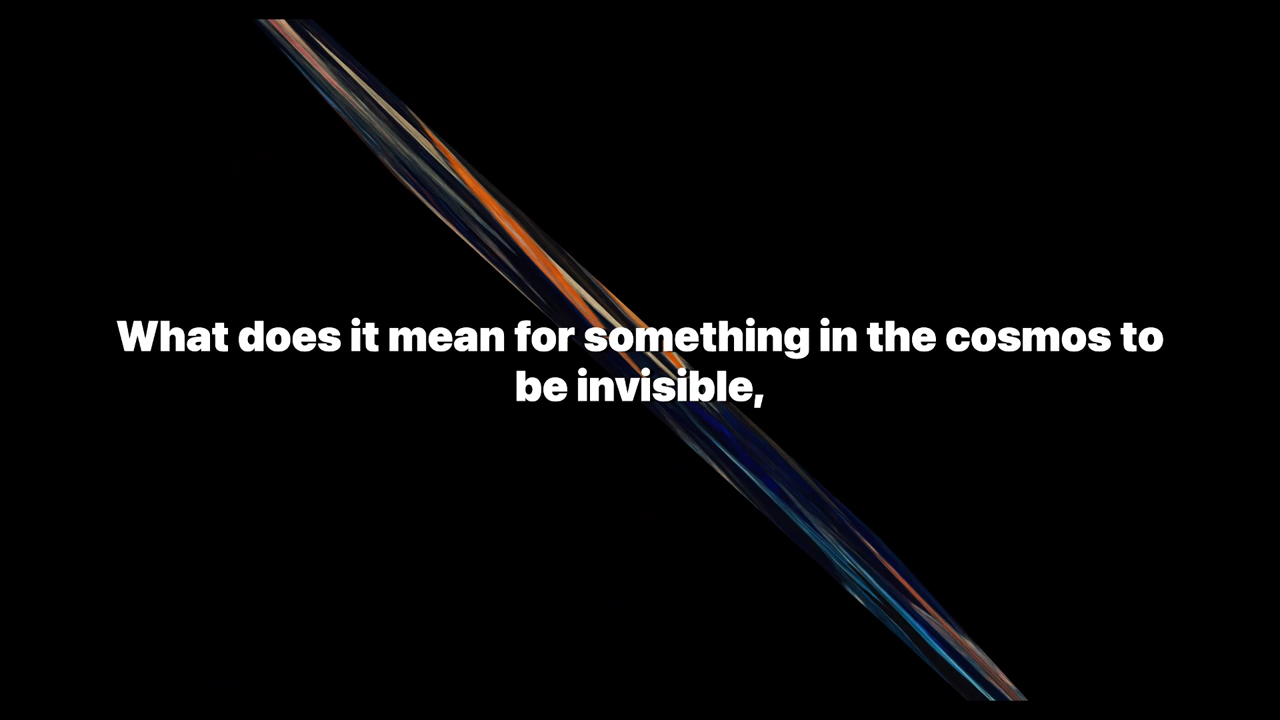 What does it mean for something in the cosmos to
be invisible,